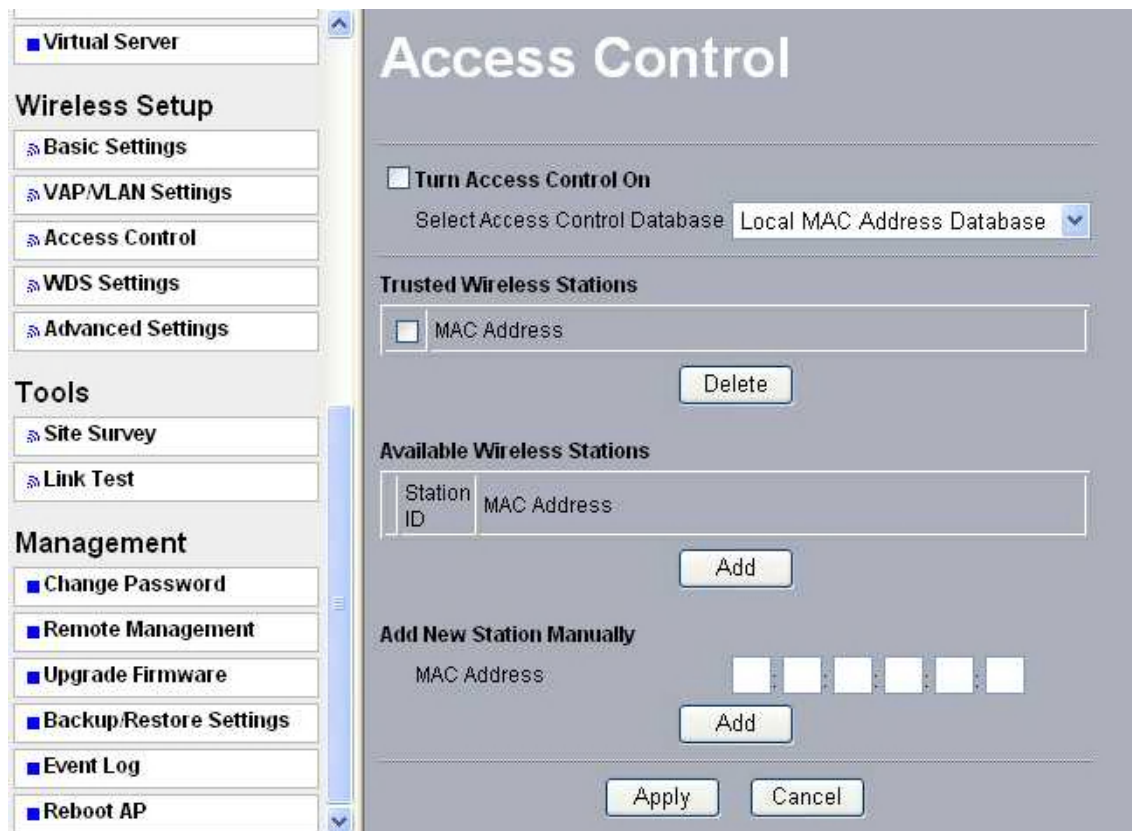 Virtual Server
Wireless Setup
Basic Settings
VAP/VLAN Settings
Access Control
WDS Settings
Advanced Settings
Tools
Site Survey
Link Test
Management
Change Password
Remote Management
Upgrade Firmware
Backup/Restore Settings
Event Log
Reboot AP
Access Control
Turn Access Control On
Select Access Control Database Local MAC Address Database
Trusted Wireless Stations
MAC Address
Delete
Available Wireless Stations
Station ID MAC Address
Add
Add New Station Manually
MAC Address : : : : :
Add
Apply Cancel